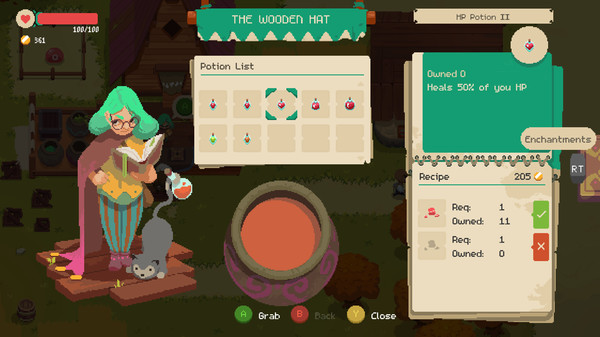 100/100
361
THE WOODEN HAT
Potion List
HP Potion II
Owned 0
Heals 50% of you HP
Enchantments
RT
Recipe 205
Req: 1
Owned: 11
Req: 1
Owned: 0
A Grab B Back Y Close